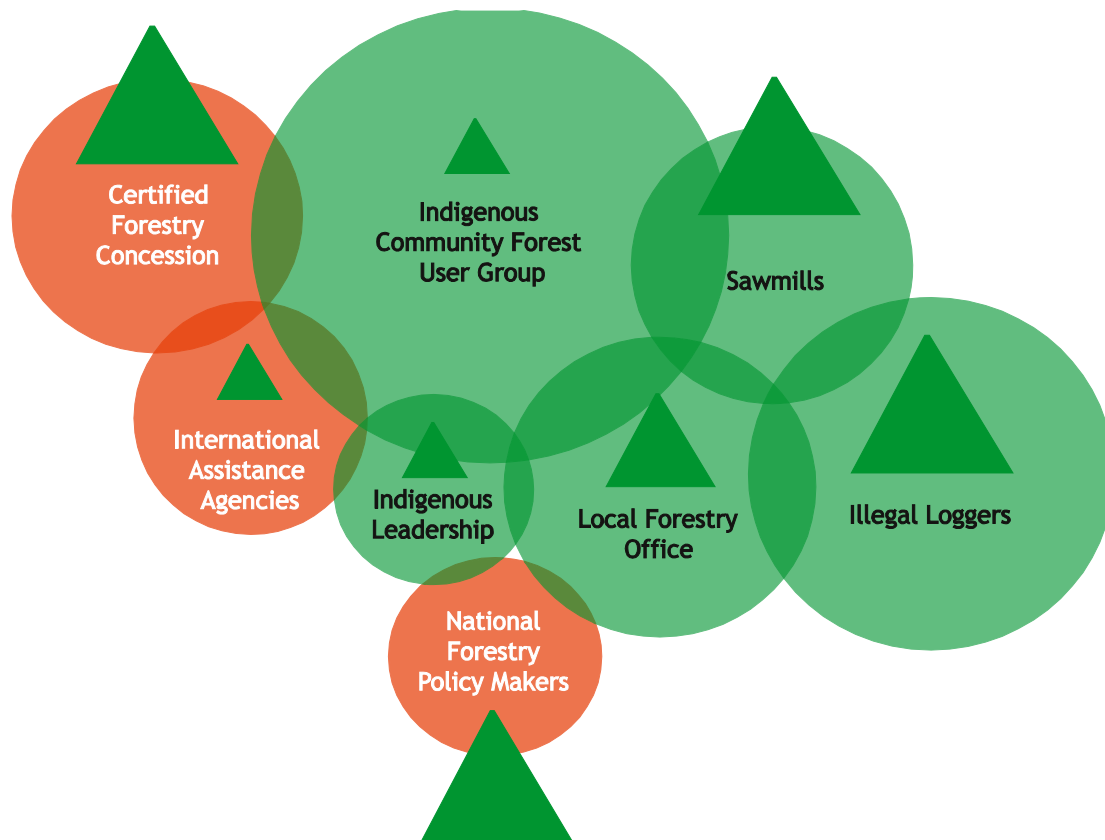 Certified
Forestry
Concession
Indigenous
Community Forest
User Group
Sawmills
International
Assistance
Agencies
Indigenous
Leadership
Local Forestry
Office
Illegal Loggers
National
Forestry
Policy Makers